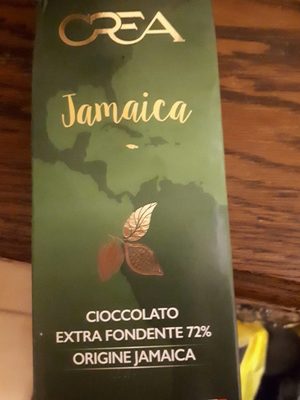 CREA
Jamaica
CIOCCOLATO
EXTRA FONDENTE 72%
ORIGINE JAMAICA